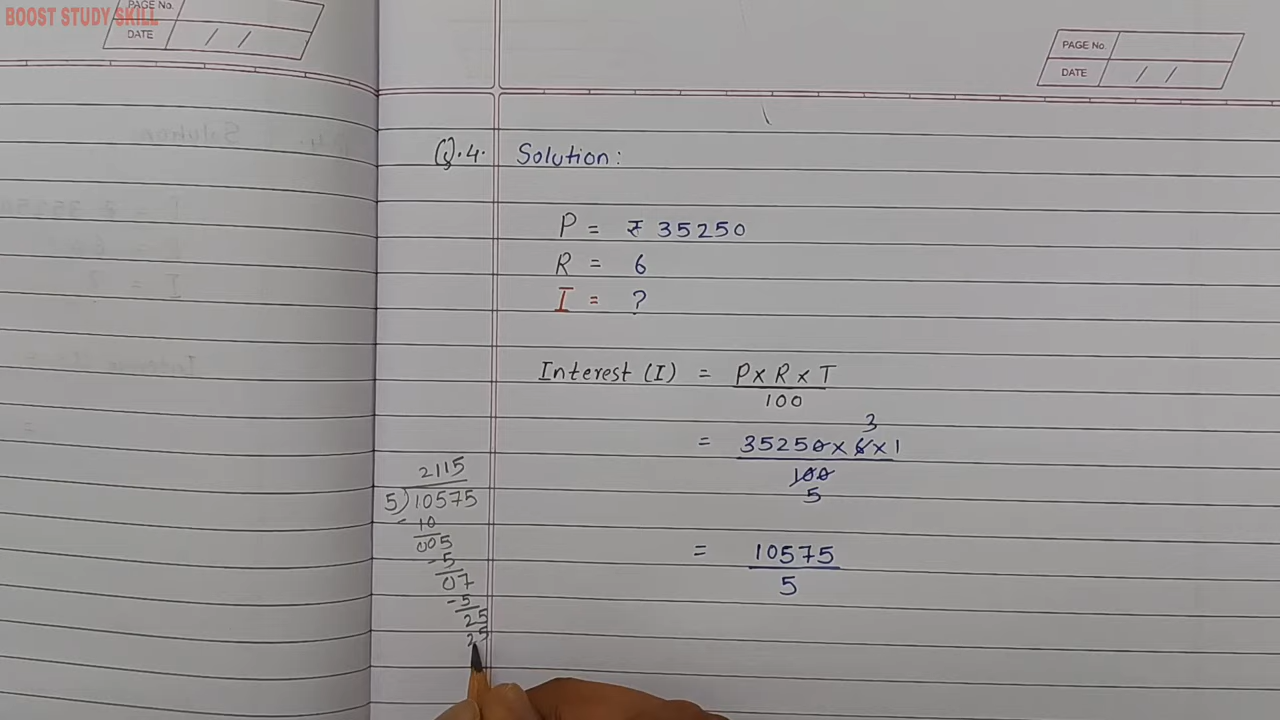 BOOST STUDY SKILL
PAGE No.
DATE / /
PAGE No.
DATE / /
Q.4. Solution:
P = ₹ 35250
R = 6
I = ?
Interest (I) = P x R x T
100
3
= 35250 x 6 x 1
100
5
= 10575
5
2115
5) 10575
- 10
005
- 5
07
- 5
25
25